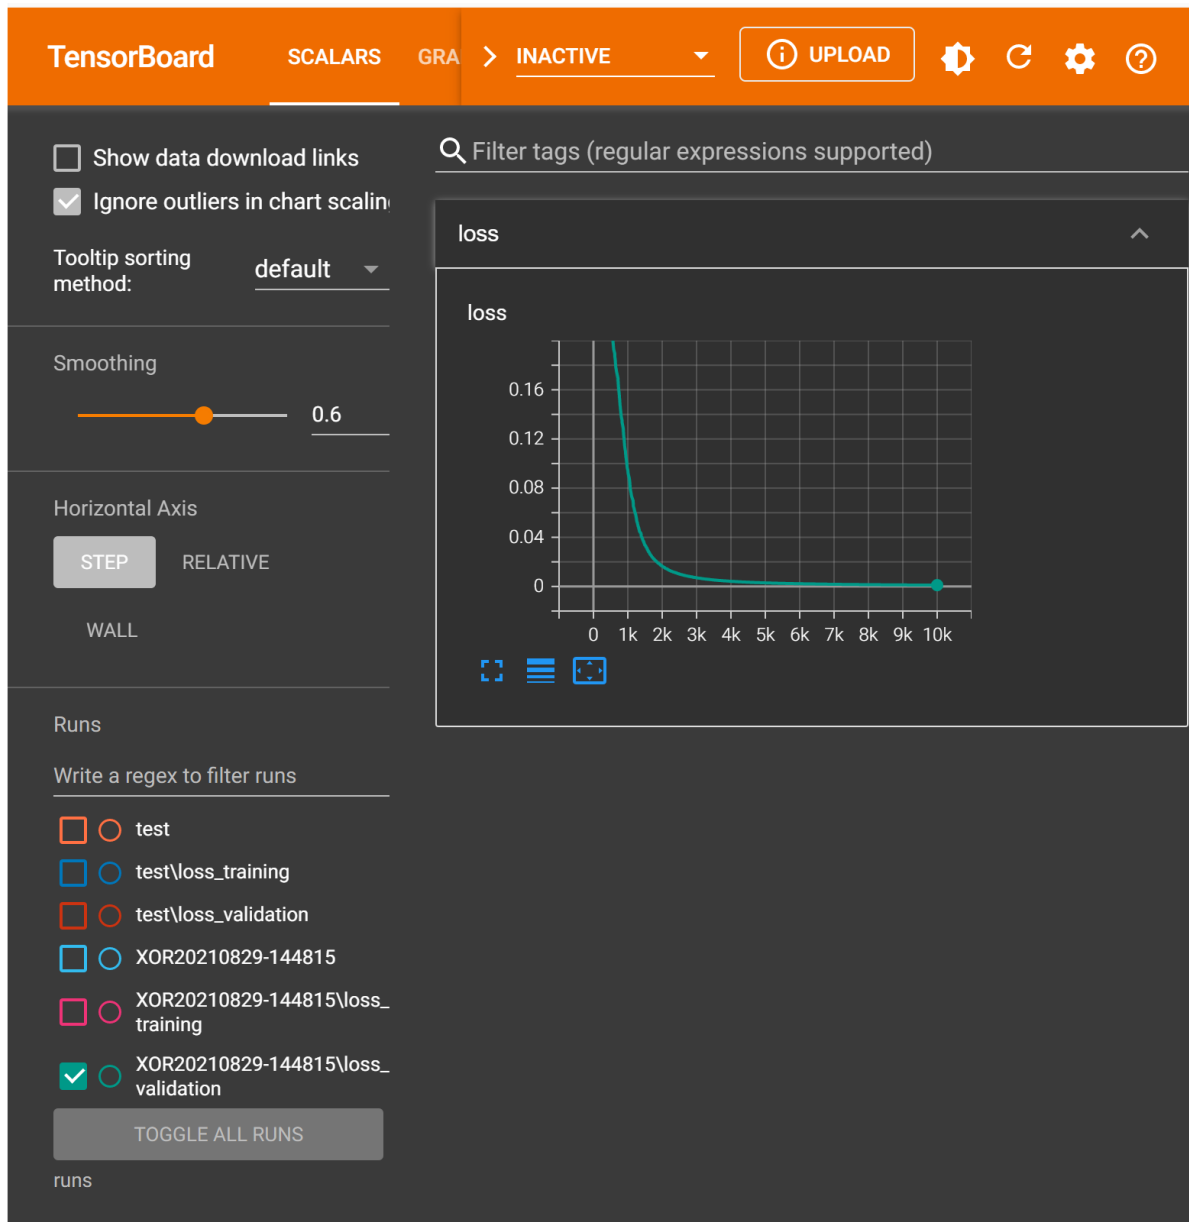 TensorBoard
SCALARS
GRA
INACTIVE
UPLOAD
Show data download links
Ignore outliers in chart scaling
Tooltip sorting
method:
default
Smoothing
0.6
Horizontal Axis
STEP
RELATIVE
WALL
Runs
Write a regex to filter runs
test
test\loss_training
test\loss_validation
XOR20210829-144815
XOR20210829-144815\loss_
training
XOR20210829-144815\loss_
validation
TOGGLE ALL RUNS
runs
Filter tags (regular expressions supported)
loss
loss
0.16
0.12
0.08
0.04
0
0 1k 2k 3k 4k 5k 6k 7k 8k 9k 10k